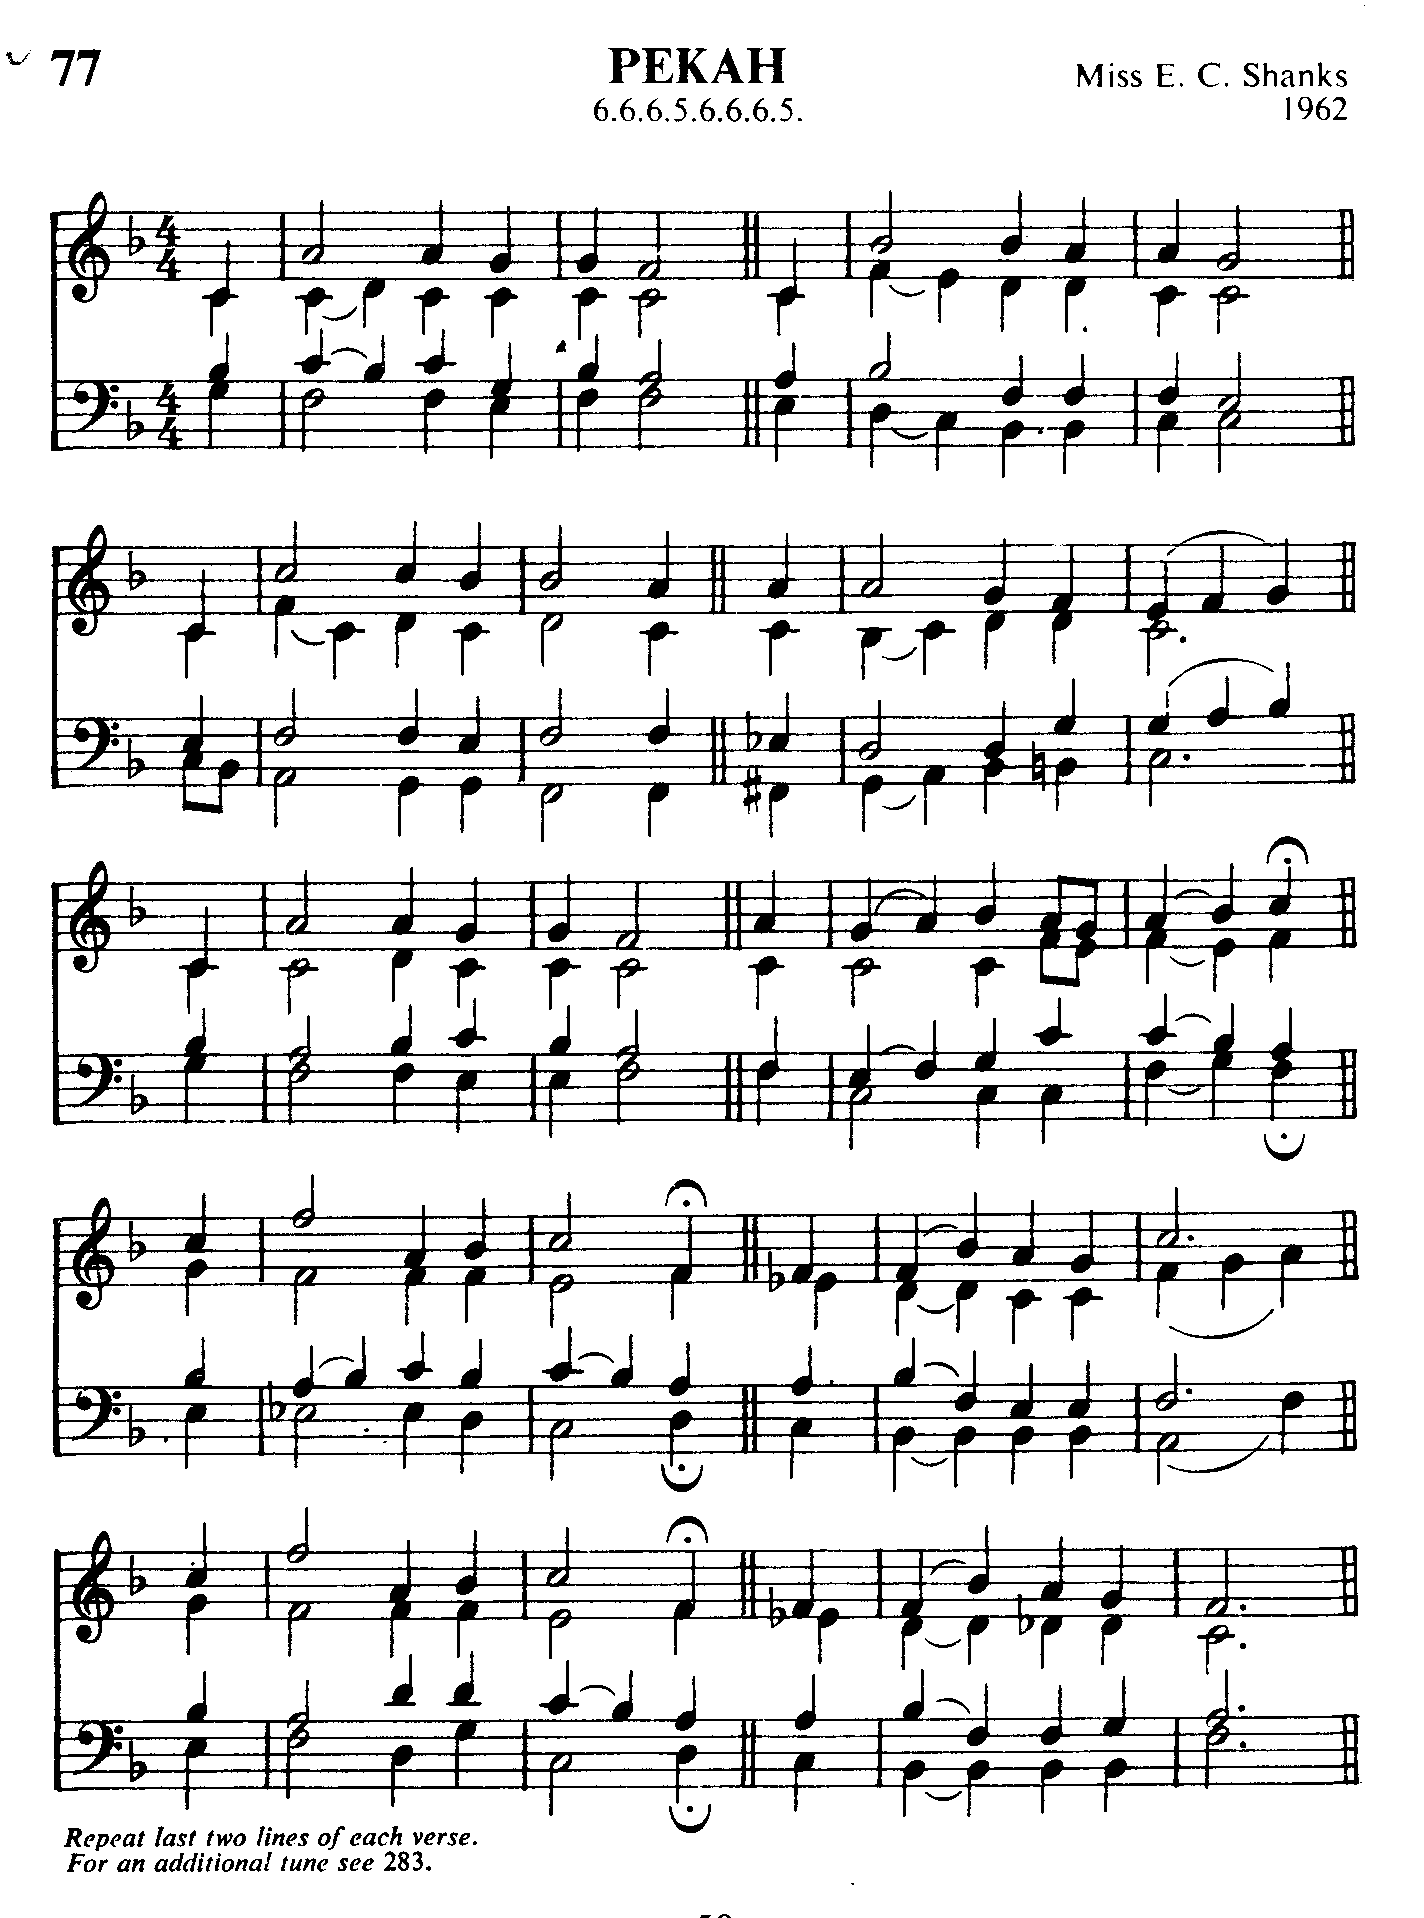 77
PEKAH
6.6.6.5.6.6.6.5.
Miss E. C. Shanks
1962
Repeat last two lines of each verse.
For an additional tune see 283.